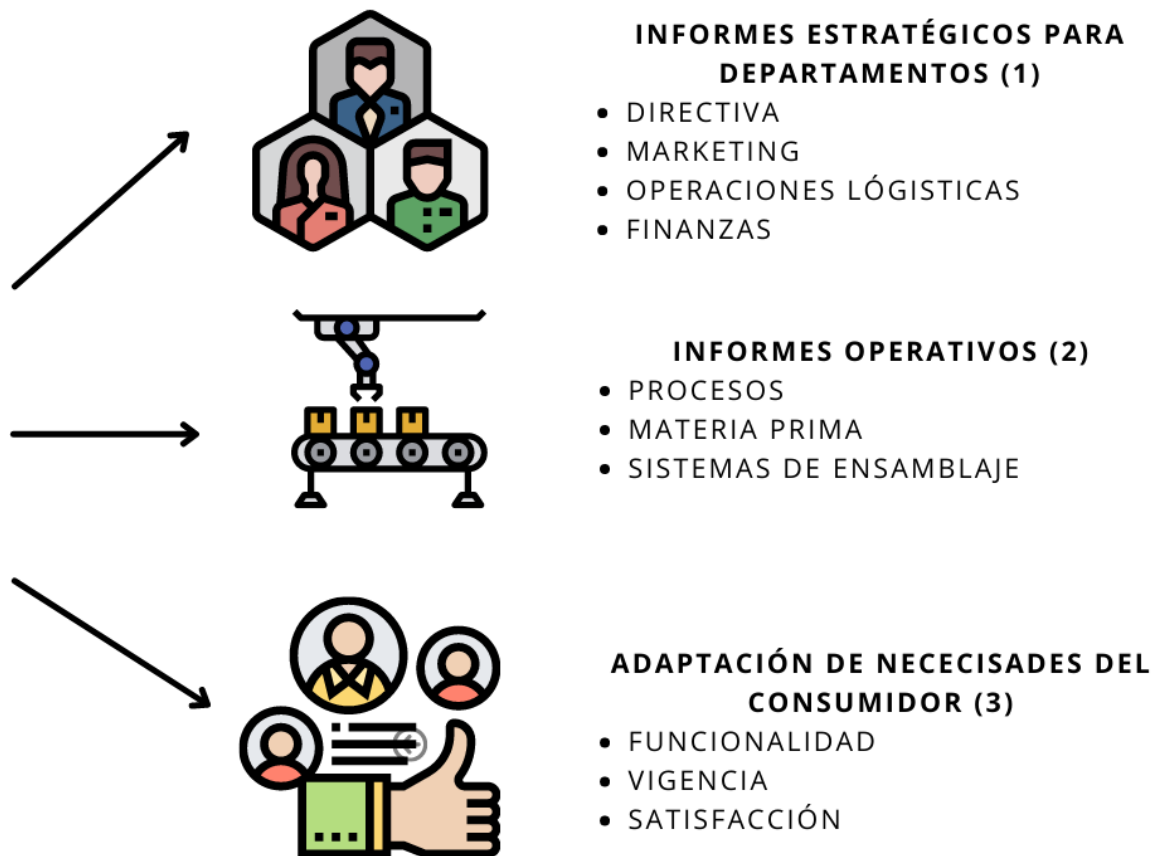 INFORMES ESTRATÉGICOS PARA
DEPARTAMENTOS (1)
• DIRECTIVA
• MARKETING
• OPERACIONES LÓGISTICAS
• FINANZAS
INFORMES OPERATIVOS (2)
• PROCESOS
• MATERIA PRIMA
• SISTEMAS DE ENSAMBLAJE
ADAPTACIÓN DE NECECISADES DEL
CONSUMIDOR (3)
• FUNCIONALIDAD
• VIGENCIA
• SATISFACCIÓN